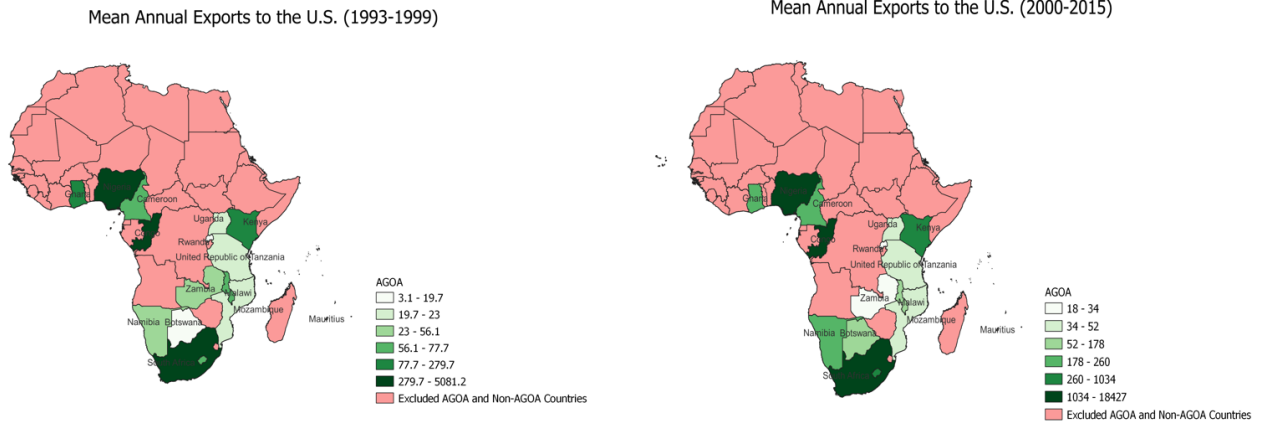 Mean Annual Exports to the U.S. (1993-1999)
Ghana
Cameroon
Uganda
Kenya
Congo
Rwanda
United Republic of Tanzania
Zambia
Malawi
Mozambique
Namibia
Botswana
Mauritius
AGOA
3.1 - 19.7
19.7 - 23
23 - 56.1
56.1 - 77.7
77.7 - 279.7
279.7 - 5081.2
Excluded AGOA and Non-AGOA Countries
Mean Annual Exports to the U.S. (2000-2015)
Ghana
Cameroon
Uganda
Kenya
Congo
Rwanda
United Republic of Tanzania
Zambia
Malawi
Mozambique
Namibia
Botswana
Mauritius
AGOA
18 - 34
34 - 52
52 - 178
178 - 260
260 - 1034
1034 - 18427
Excluded AGOA and Non-AGOA Countries